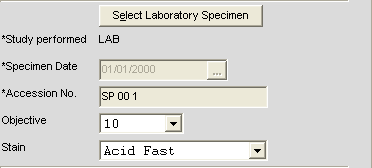 Select Laboratory Specimen
*Study performed LAB
*Specimen Date 01/01/2000 ...
*Accession No. SP 00 1
Objective 10
Stain Acid Fast